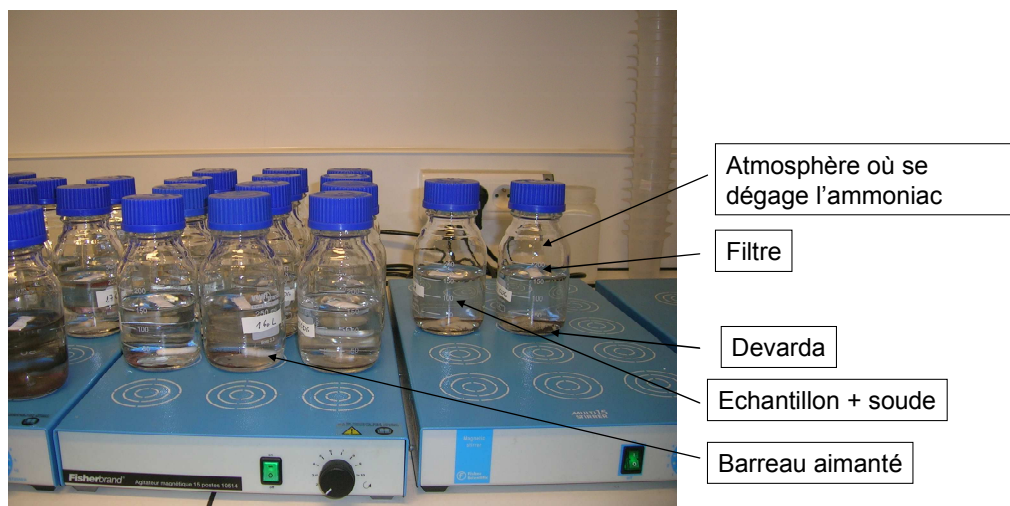 Atmosphère où se
dégage l’ammoniac
Filtre
Devarda
Echantillon + soude
Barreau aimanté
Fisherbrand
Agitateur magnétique 15 postes 10614